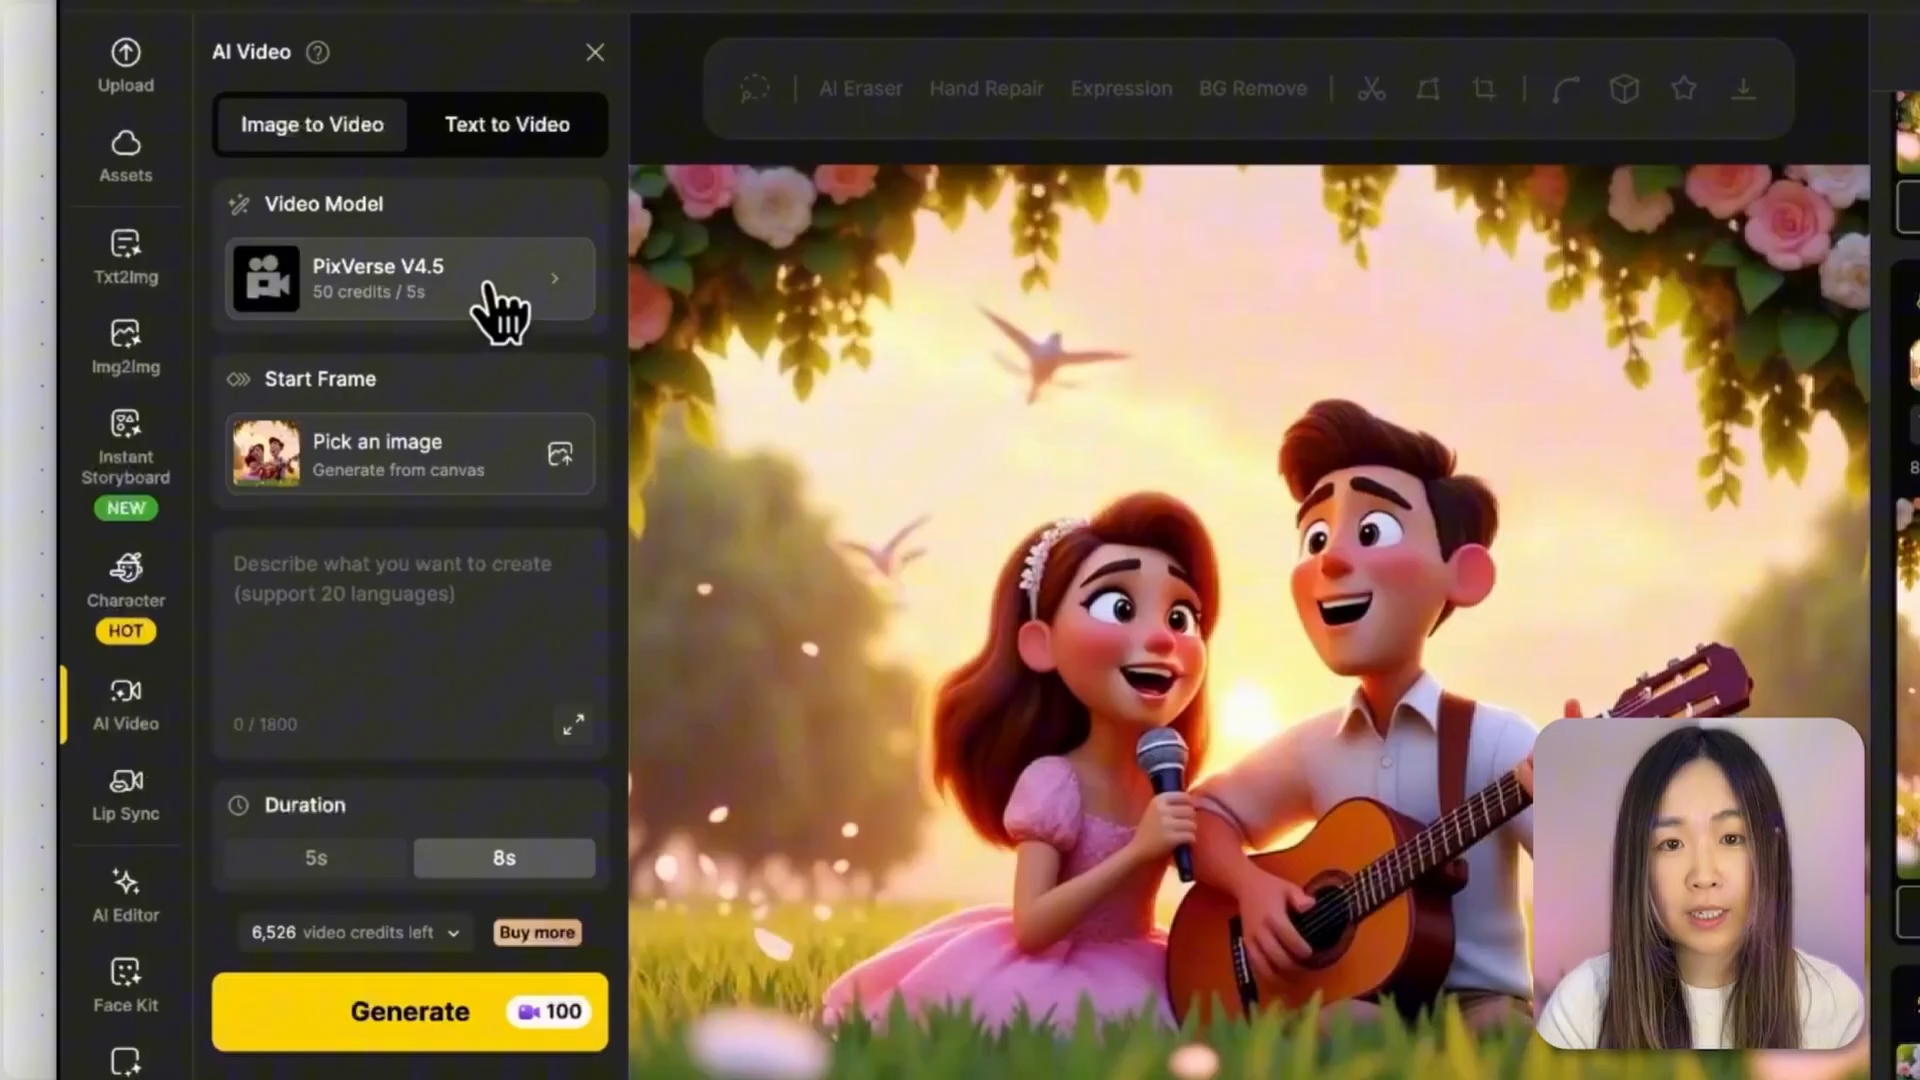 Upload
Assets
Txt2Img
Img2Img
Instant
Storyboard
NEW
Character
HOT
AI Video
Lip Sync
AI Editor
Face Kit
AI Video
Image to Video
Text to Video
Video Model
PixVerse V4.5
50 credits / 5s
Start Frame
Pick an image
Generate from canvas
Describe what you want to create
(support 20 languages)
0 / 1800
Duration
5s
8s
6,526 video credits left
Buy more
Generate
100
AI Eraser
Hand Repair
Expression
BG Remove